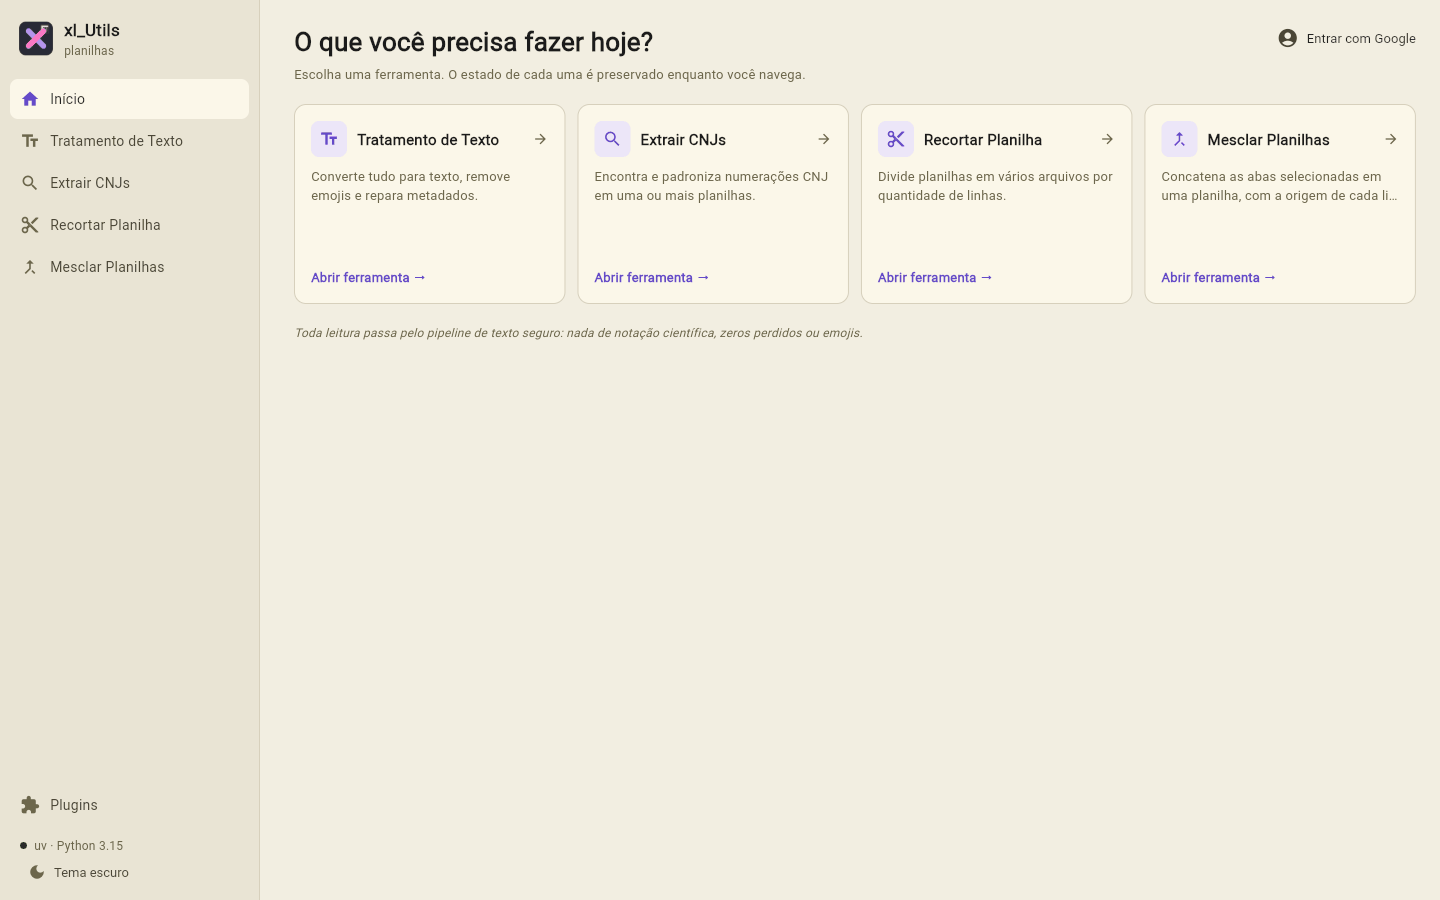 xl_Utils
planilhas
Início
Tratamento de Texto
Extrair CNJs
Recortar Planilha
Mesclar Planilhas
Plugins
uv · Python 3.15
Tema escuro
O que você precisa fazer hoje?
Entrar com Google
Escolha uma ferramenta. O estado de cada uma é preservado enquanto você navega.
Tratamento de Texto →
Converte tudo para texto, remove
emojis e repara metadados.
Abrir ferramenta →
Extrair CNJs →
Encontra e padroniza numerações CNJ
em uma ou mais planilhas.
Abrir ferramenta →
Recortar Planilha →
Divide planilhas em vários arquivos por
quantidade de linhas.
Abrir ferramenta →
Mesclar Planilhas →
Concatena as abas selecionadas em
uma planilha, com a origem de cada li…
Abrir ferramenta →
Toda leitura passa pelo pipeline de texto seguro: nada de notação científica, zeros perdidos ou emojis.